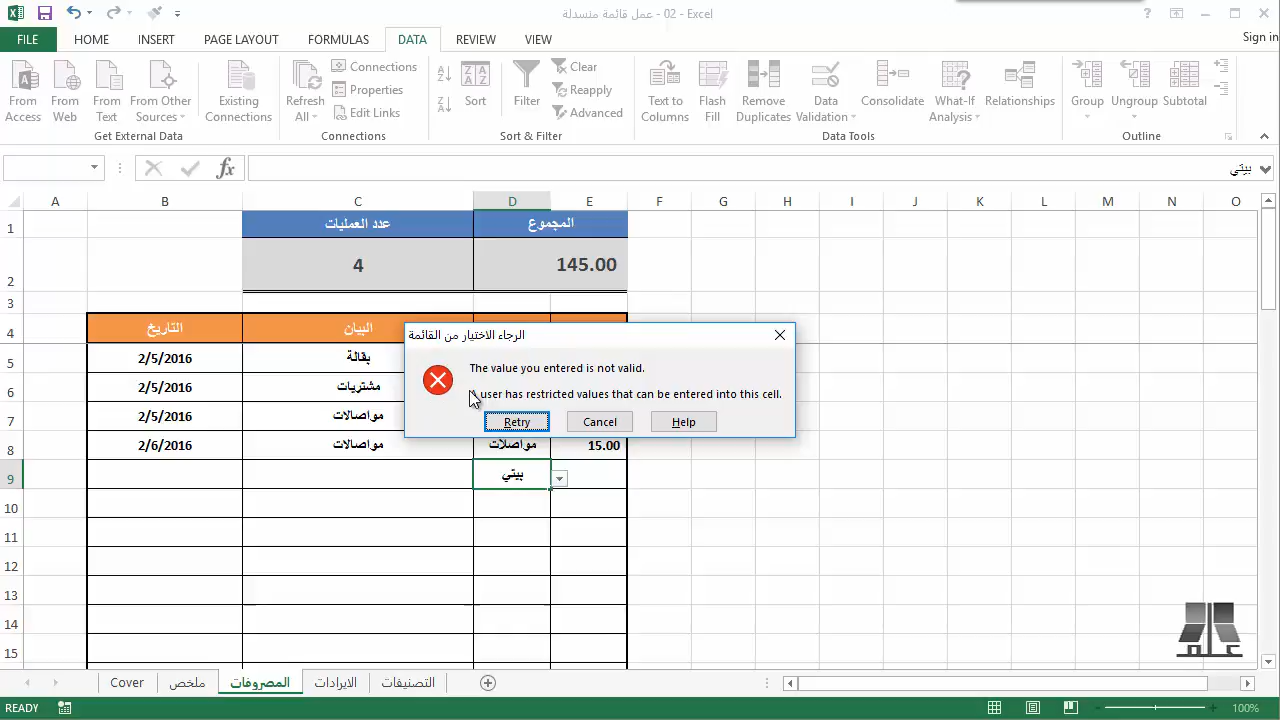 02 - عمل قائمة منسدلة - Excel
Sign in
FILE HOME INSERT PAGE LAYOUT FORMULAS DATA REVIEW VIEW
From Access
From Web
From Text
From Other Sources
Existing Connections
Get External Data
Refresh All
Connections
Properties
Edit Links
Connections
Sort
Filter
Clear
Reapply
Advanced
Sort & Filter
Text to Columns
Flash Fill
Remove Duplicates
Data Validation
Consolidate
What-If Analysis
Relationships
Data Tools
Group
Ungroup
Subtotal
Outline
fx
بيتي
A B C D E F G H I J K L M N O
1 عدد العمليات المجموع
2 4 145.00
3
4 التاريخ البيان
5 2/5/2016 بقالة
6 2/5/2016 مشتريات
7 2/5/2016 مواصالات
8 2/6/2016 مواصالات مواصلات 15.00
9 بيتي
10
11
12
13
14
15
الرجاء الاختيار من القائمة
The value you entered is not valid.
user has restricted values that can be entered into this cell.
Retry Cancel Help
علم
Cover ملخص المصروفات الايرادات التصنيفات
READY
100%